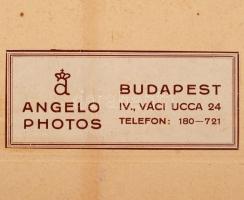 á
ANGELO
PHOTOS
BUDAPEST
IV., VÁCI UCCA 24
TELEFON: 180—721